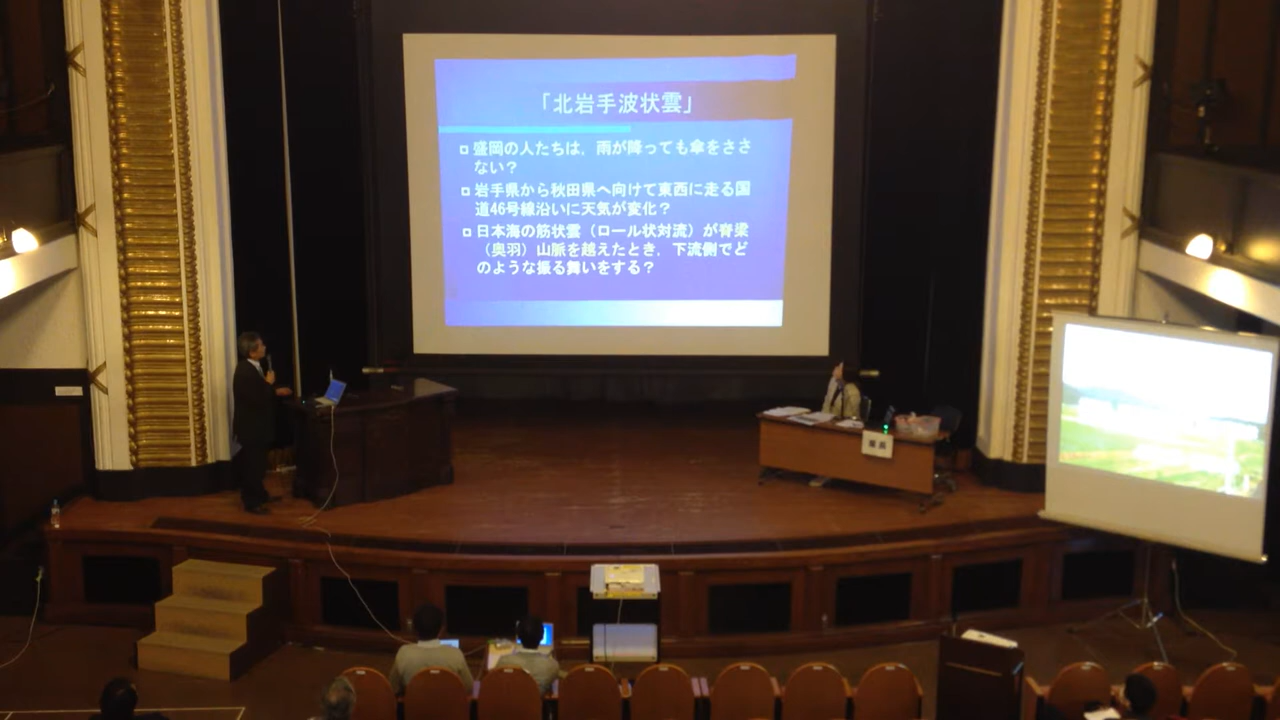 「北岩手波状雲」
盛岡の人たちは，雨が降っても傘をささ
ない？
岩手県から秋田県へ向けて東西に走る国
道46号線沿いに天気が変化？
日本海の筋状雲（ロール状対流）が脊梁
（奥羽）山脈を越えたとき，下流側でど
のような振る舞いをする？
座長